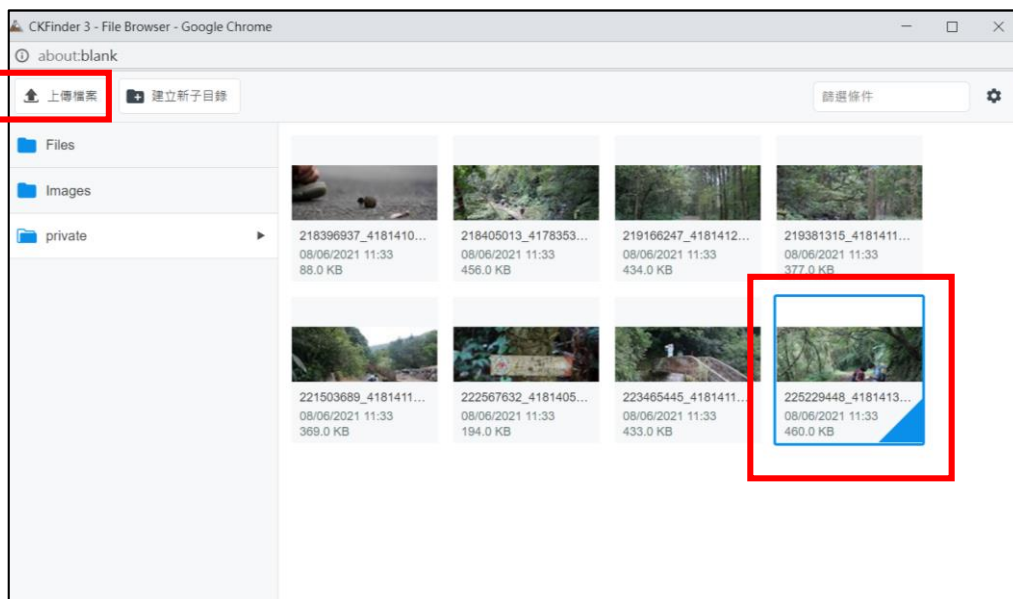 CKFinder 3 - File Browser - Google Chrome
about:blank
上傳檔案
建立新子目錄
篩選條件
Files
Images
private
218396937_4181410...
08/06/2021 11:33
88.0 KB
218405013_4178353...
08/06/2021 11:33
456.0 KB
219166247_4181412...
08/06/2021 11:33
434.0 KB
219381315_4181411...
08/06/2021 11:33
377.0 KB
221503689_4181411...
08/06/2021 11:33
369.0 KB
222567632_4181405...
08/06/2021 11:33
194.0 KB
223465445_4181411...
08/06/2021 11:33
433.0 KB
225229448_4181413...
08/06/2021 11:33
460.0 KB